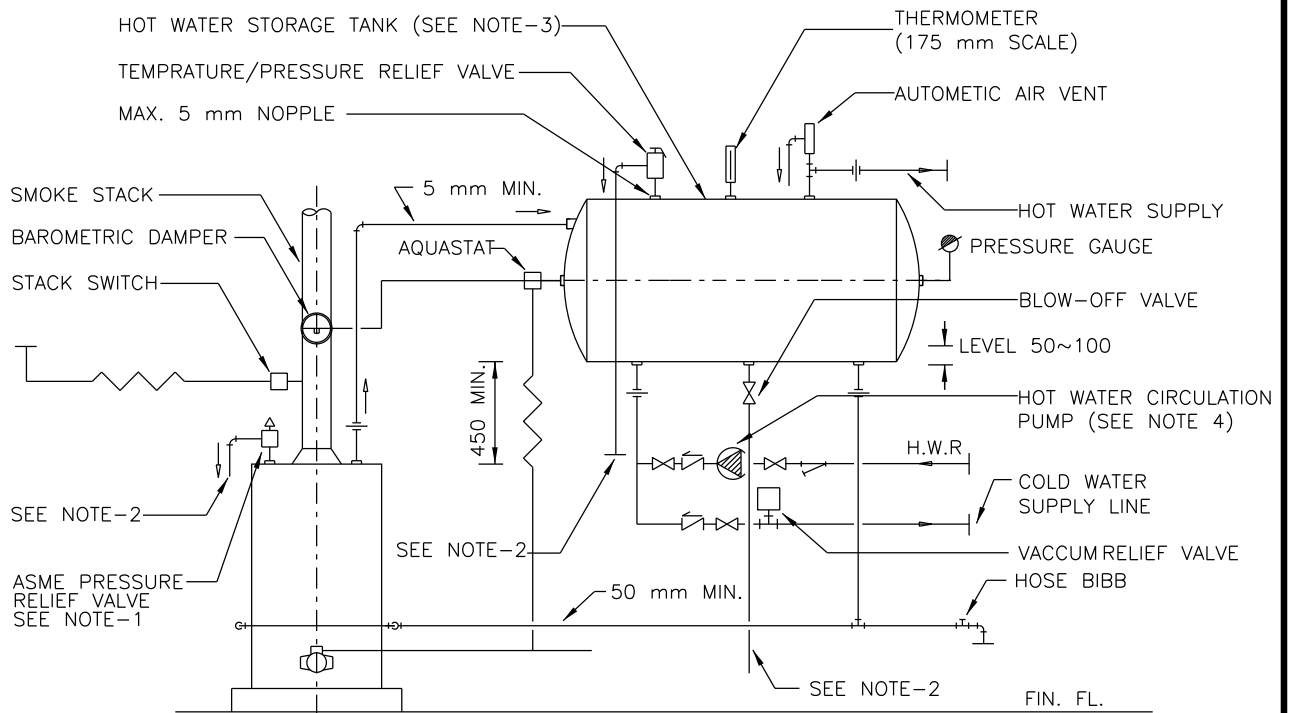 HOT WATER STORAGE TANK (SEE NOTE-3)
THERMOMETER
(175 mm SCALE)
TEMPRATURE/PRESSURE RELIEF VALVE
AUTOMETIC AIR VENT
MAX. 5 mm NOPPLE
SMOKE STACK
5 mm MIN.
HOT WATER SUPPLY
BAROMETRIC DAMPER
AQUASTAT
PRESSURE GAUGE
STACK SWITCH
BLOW-OFF VALVE
LEVEL 50~100
450 MIN.
HOT WATER CIRCULATION
PUMP (SEE NOTE 4)
H.W.R
SEE NOTE-2
COLD WATER
SUPPLY LINE
SEE NOTE-2
VACCUM RELIEF VALVE
ASME PRESSURE
RELIEF VALVE
SEE NOTE-1
HOSE BIBB
50 mm MIN.
SEE NOTE-2
FIN. FL.